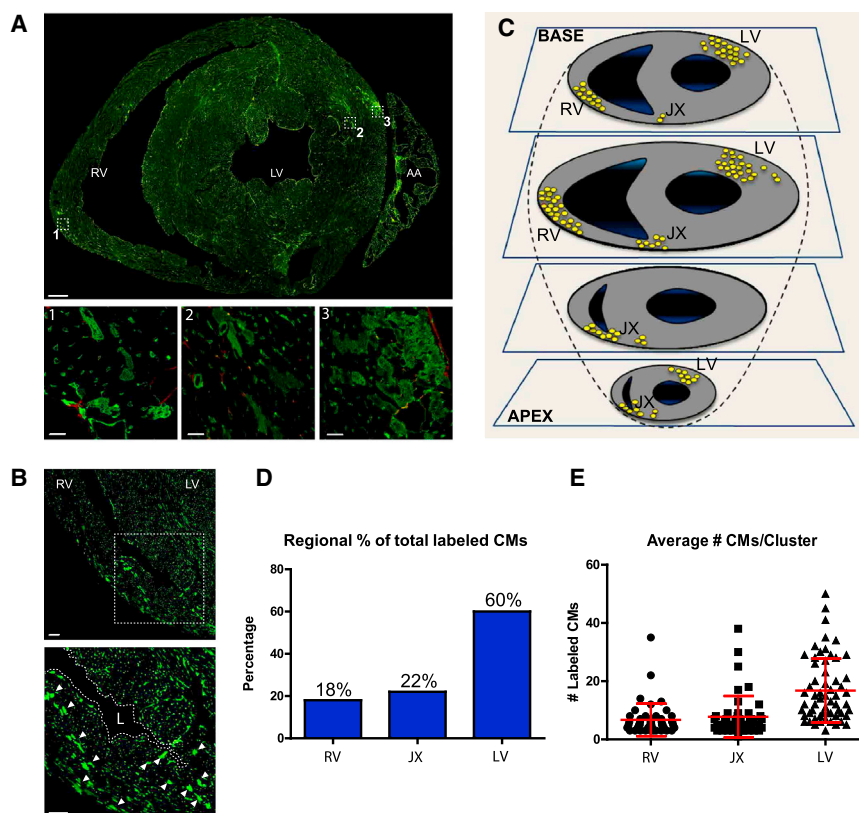 A
RV
LV
AA
1
2
3
1
2
3
B
RV
LV
L
C
BASE
LV
RV
JX
LV
RV
JX
JX
LV
JX
APEX
D
Regional % of total labeled CMs
Percentage
80
60
40
20
0
18%
22%
60%
RV
JX
LV
E
Average # CMs/Cluster
# Labeled CMs
60
40
20
0
RV
JX
LV